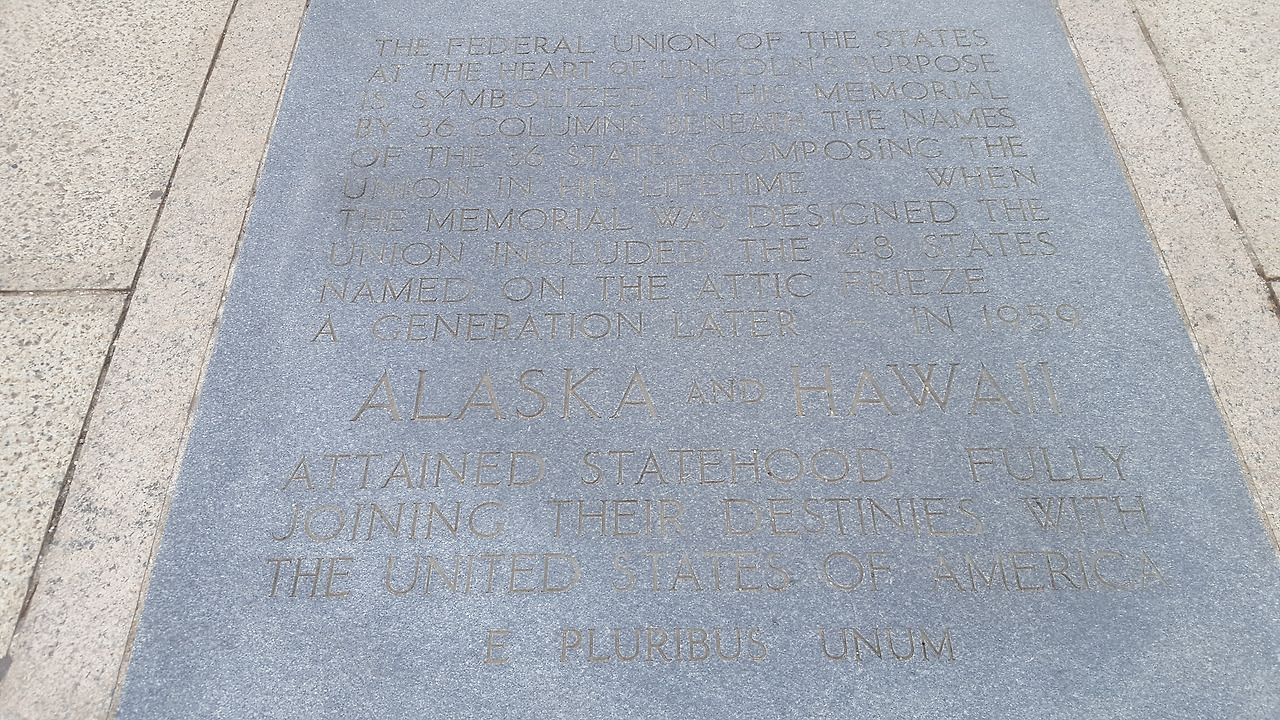 THE FEDERAL UNION OF THE STATES
AT THE HEART OF LINCOLN'S PURPOSE
IS SYMBOLIZED IN HIS MEMORIAL
BY 36 COLUMNS BENEATH THE NAMES
OF THE 36 STATES COMPOSING THE
UNION IN HIS LIFETIME WHEN
THE MEMORIAL WAS DESIGNED THE
UNION INCLUDED THE 48 STATES
NAMED ON THE ATTIC FRIEZE
A GENERATION LATER - IN 1959
ALASKA AND HAWAII
ATTAINED STATEHOOD FULLY
JOINING THEIR DESTINIES WITH
THE UNITED STATES OF AMERICA
E PLURIBUS UNUM